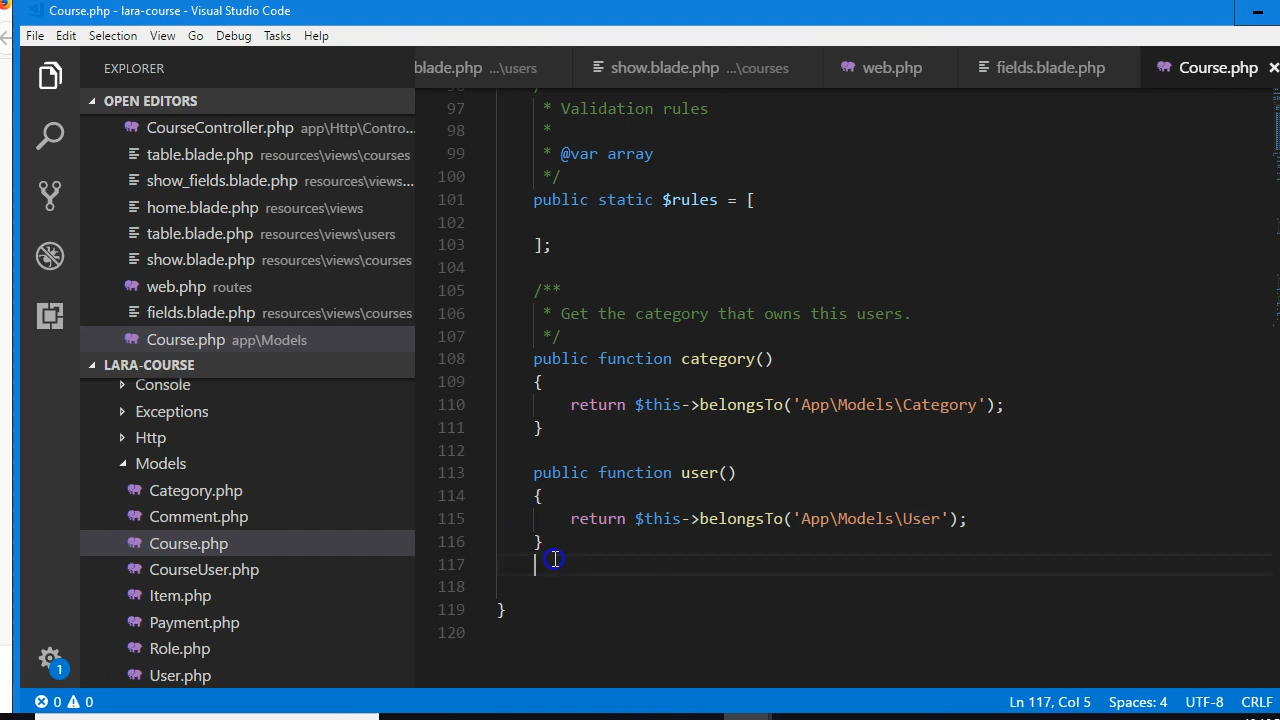 Course.php - lara-course - Visual Studio Code
File Edit Selection View Go Debug Tasks Help
EXPLORER
blade.php ...\users show.blade.php ...\courses web.php fields.blade.php Course.php
OPEN EDITORS
CourseController.php app\Http\Contro...
table.blade.php resources\views\courses
show_fields.blade.php resources\views...
home.blade.php resources\views
table.blade.php resources\views\users
show.blade.php resources\views\courses
web.php routes
fields.blade.php resources\views\courses
Course.php app\Models
LARA-COURSE
Console
Exceptions
Http
Models
Category.php
Comment.php
Course.php
CourseUser.php
Item.php
Payment.php
Role.php
User.php
1
97 * Validation rules
98 *
99 * @var array
100 */
101 public static $rules = [
102
103 ];
104
105 /**
106 * Get the category that owns this users.
107 */
108 public function category()
109 {
110 return $this->belongsTo('App\Models\Category');
111 }
112
113 public function user()
114 {
115 return $this->belongsTo('App\Models\User');
116 }
117
118
119 }
120
0 0 Ln 117, Col 5 Spaces: 4 UTF-8 CRLF